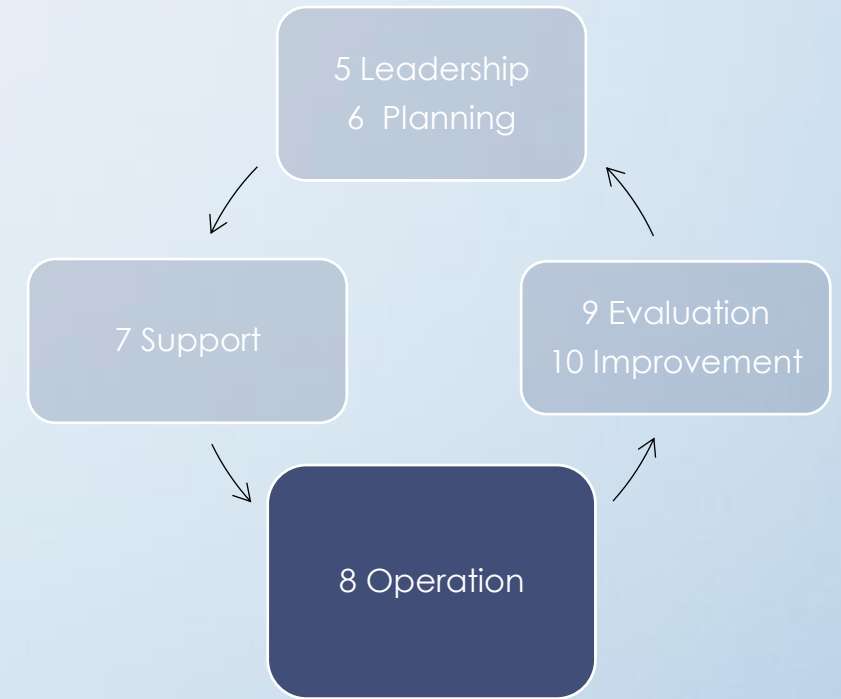 5 Leadership
6 Planning
7 Support
9 Evaluation
10 Improvement
8 Operation